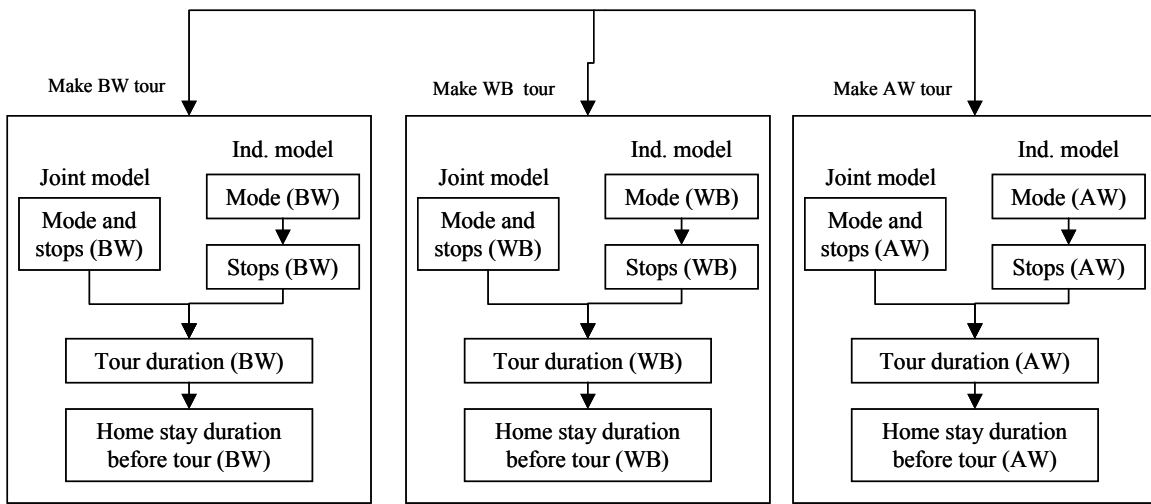 Make BW tour
Ind. model
Joint model
Mode (BW)
Mode and
stops (BW)
Stops (BW)
Tour duration (BW)
Home stay duration
before tour (BW)
Make WB tour
Ind. model
Joint model
Mode (WB)
Mode and
stops (WB)
Stops (WB)
Tour duration (WB)
Home stay duration
before tour (WB)
Make AW tour
Ind. model
Joint model
Mode (AW)
Mode and
stops (AW)
Stops (AW)
Tour duration (AW)
Home stay duration
before tour (AW)